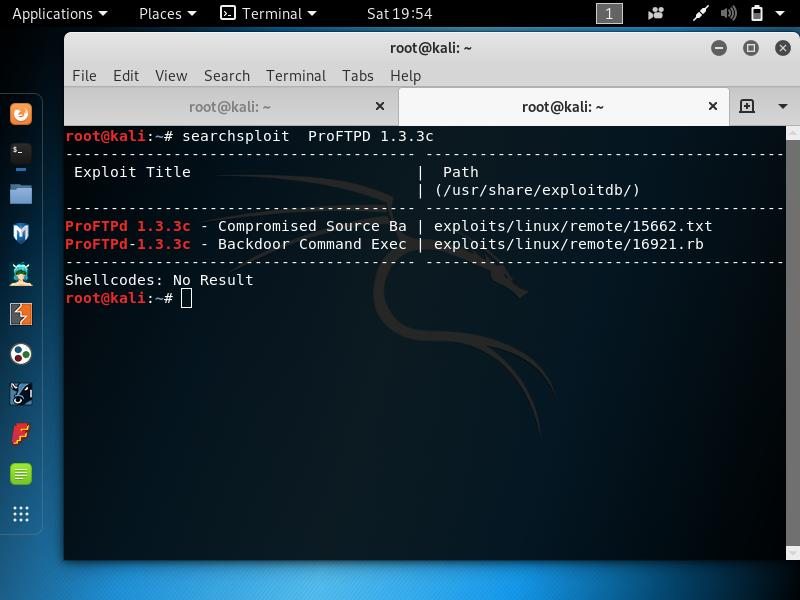 Applications Places Terminal Sat 19:54 1
root@kali: ~
File Edit View Search Terminal Tabs Help
root@kali: ~ root@kali: ~
root@kali:~# searchsploit  ProFTPD 1.3.3c
--------------------------------------- ----------------------------------------
 Exploit Title                         |  Path
                                       | (/usr/share/exploitdb/)
--------------------------------------- ----------------------------------------
ProFTPd 1.3.3c - Compromised Source Ba | exploits/linux/remote/15662.txt
ProFTPd-1.3.3c - Backdoor Command Exec | exploits/linux/remote/16921.rb
--------------------------------------- ----------------------------------------
Shellcodes: No Result
root@kali:~#